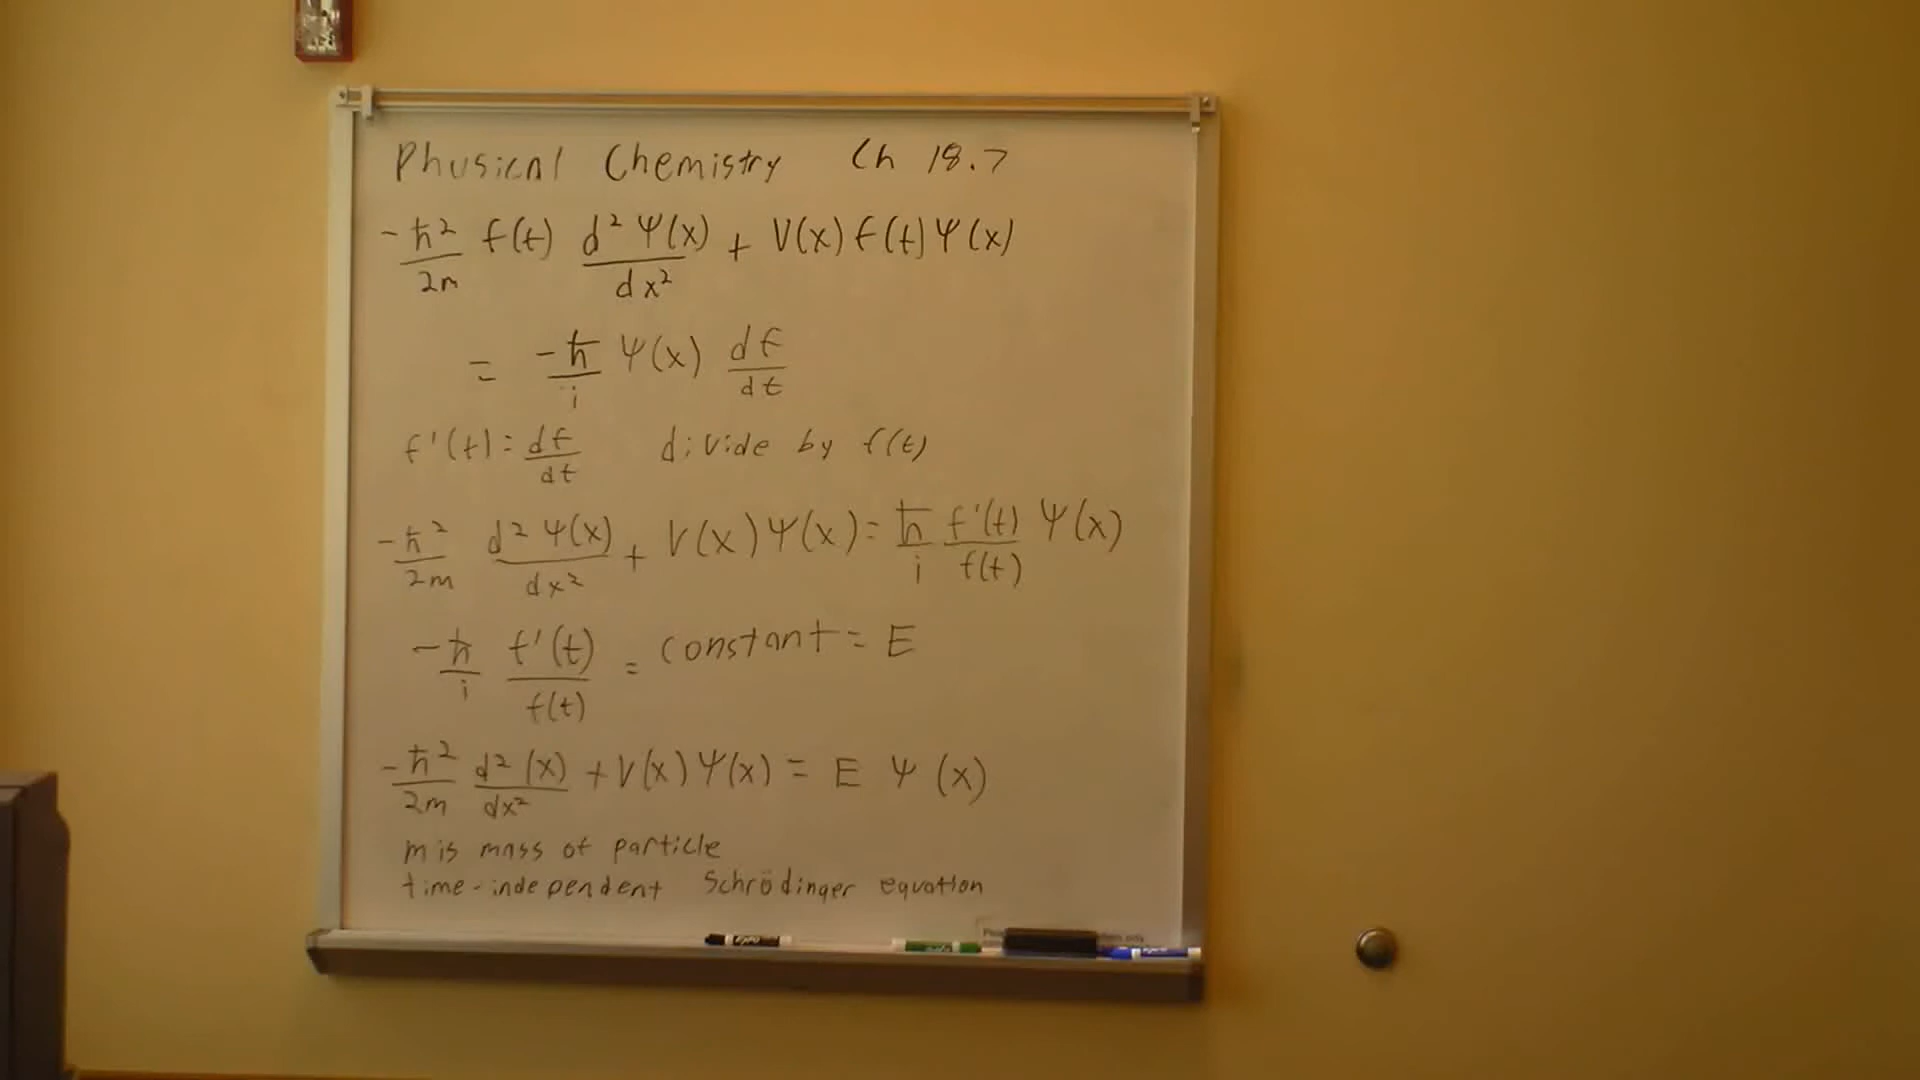 Physical Chemistry Ch 18.7
-ħ²/2m f(t) d²Ψ(x)/dx² + V(x) f(t) Ψ(x)
= -ħ/i Ψ(x) df/dt
f'(t) = df/dt divide by f(t)
-ħ²/2m d²Ψ(x)/dx² + V(x)Ψ(x) = ħ/i f'(t)/f(t) Ψ(x)
-ħ/i f'(t)/f(t) = constant = E
-ħ²/2m d²(x)/dx² + V(x)Ψ(x) = E Ψ(x)
m is mass of particle
time-independent Schrödinger equation